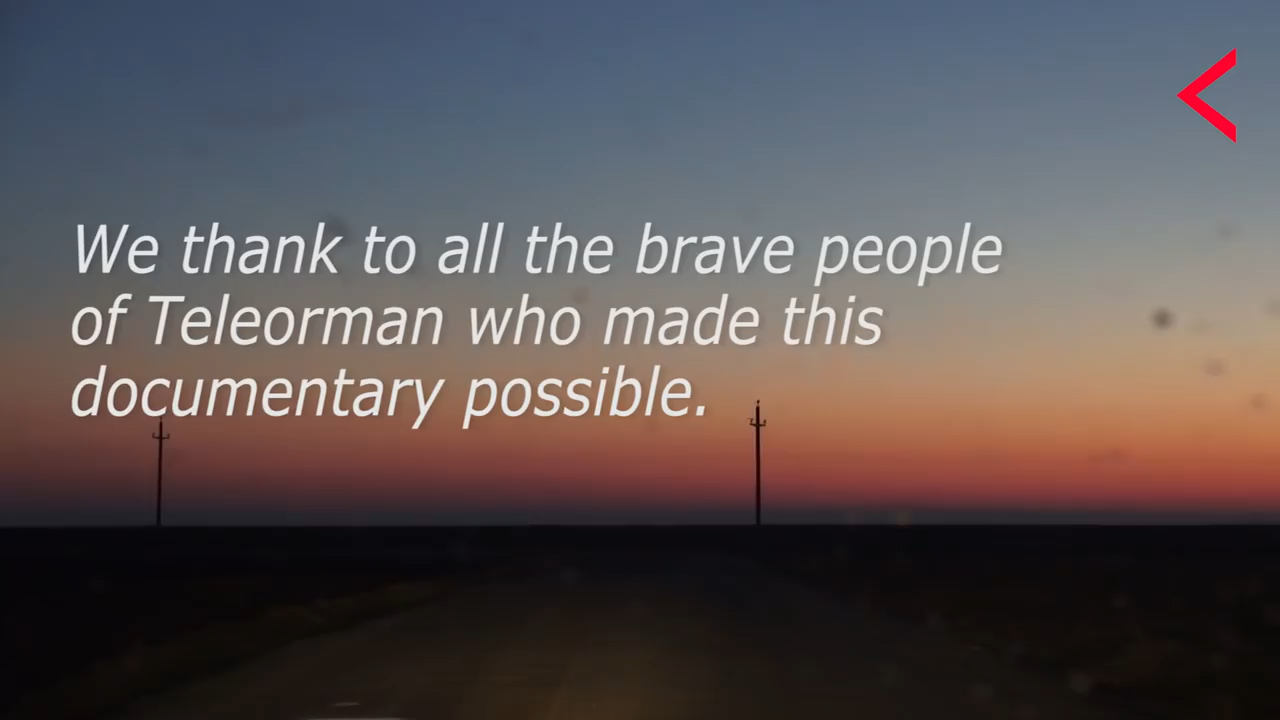 We thank to all the brave people
of Teleorman who made this
documentary possible.